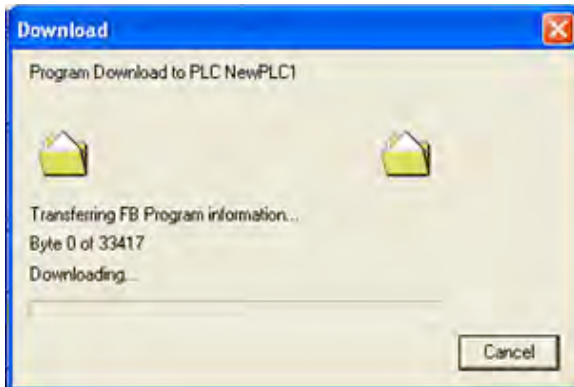 Download
Program Download to PLC NewPLC1
Transferring FB Program information...
Byte 0 of 33417
Downloading...
Cancel